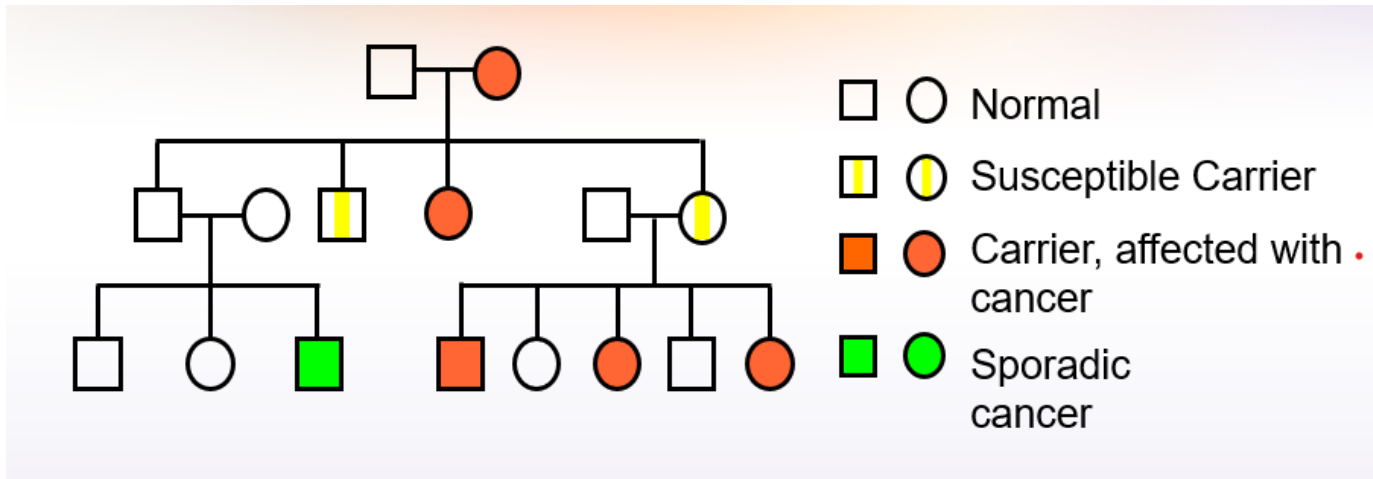 Normal
Susceptible Carrier
Carrier, affected with
cancer
Sporadic
cancer